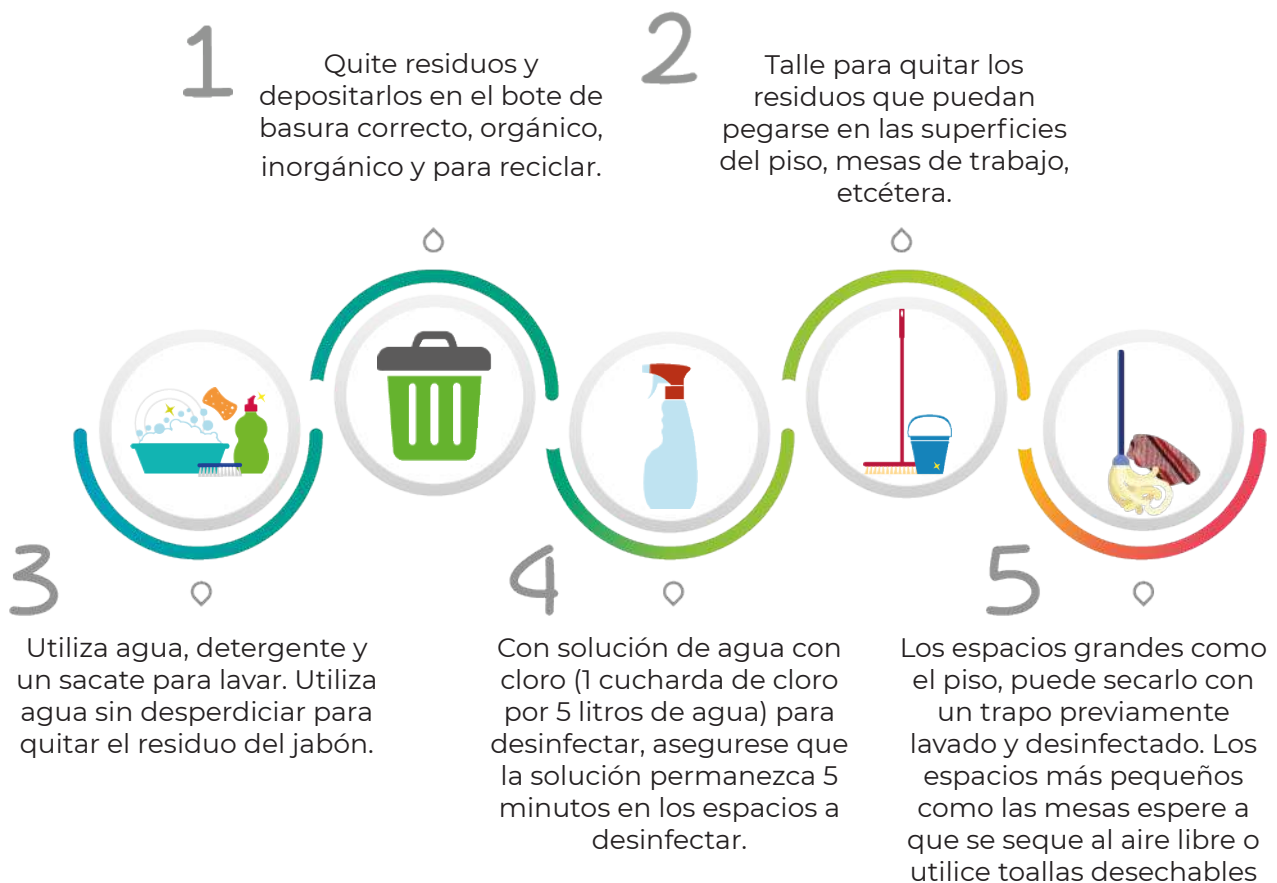 1
Quite residuos y
depositarlos en el bote de
basura correcto, orgánico,
inorgánico y para reciclar.
2
Talle para quitar los
residuos que puedan
pegarse en las superficies
del piso, mesas de trabajo,
etcétera.
3
Utiliza agua, detergente y
un sacate para lavar. Utiliza
agua sin desperdiciar para
quitar el residuo del jabón.
4
Con solución de agua con
cloro (1 cucharda de cloro
por 5 litros de agua) para
desinfectar, asegurese que
la solución permanezca 5
minutos en los espacios a
desinfectar.
5
Los espacios grandes como
el piso, puede secarlo con
un trapo previamente
lavado y desinfectado. Los
espacios más pequeños
como las mesas espere a
que se seque al aire libre o
utilice toallas desechables